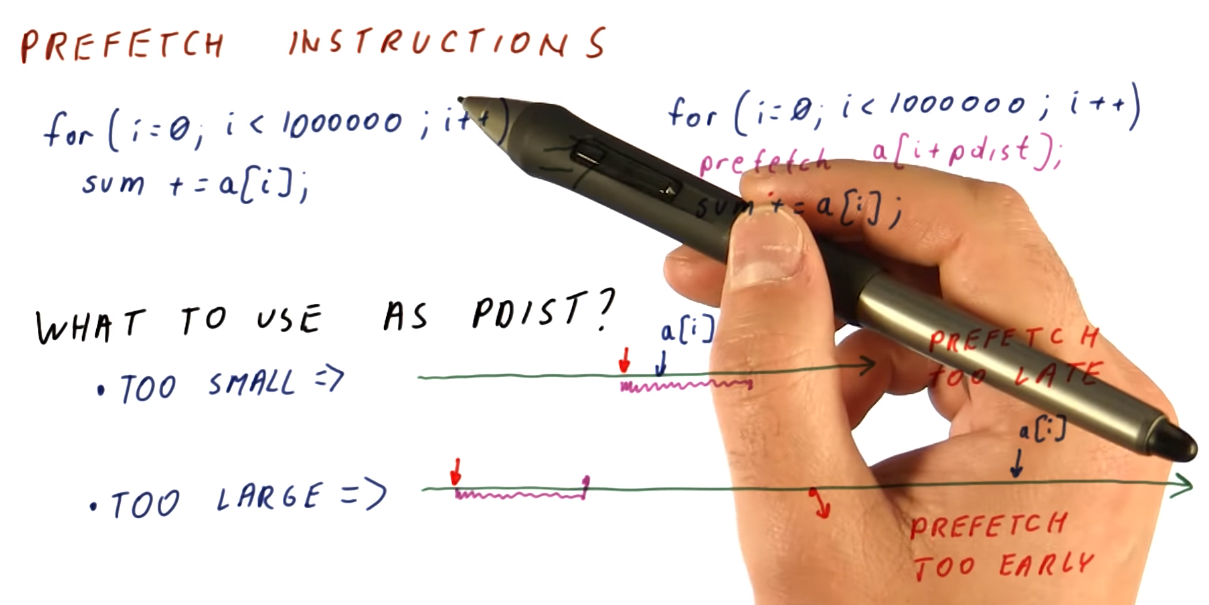 PREFETCH INSTRUCTIONS
for (i=0; i < 1000000 ; i++)
sum += a[i];
for (i=0; i < 1000000 ; i++)
prefetch a[i+pdist];
sum += a[i];
WHAT TO USE AS PDIST?
• TOO SMALL =>
a[i]
PREFETCH
TOO LATE
• TOO LARGE =>
a[i]
PREFETCH
TOO EARLY